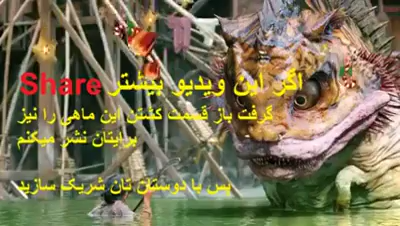 اگر این ویدیو بیشتر Share
گرفت باز قسمت کشتن این ماهی را نیز
برایتان نشر میکنم
پس با دوستان تان شریک سازید